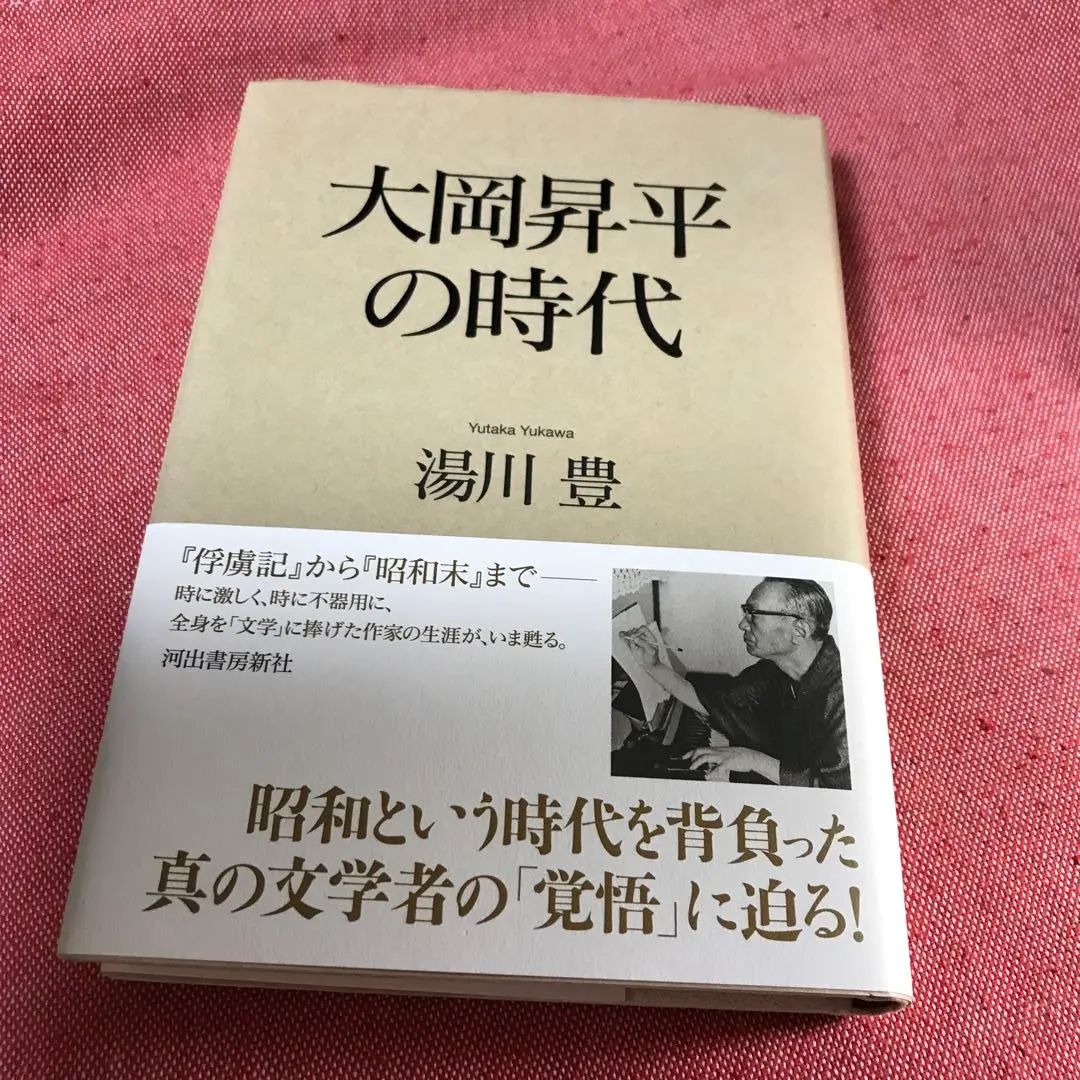 大岡昇平
の時代
Yutaka Yukawa
湯川 豊
『俘虜記』から『昭和末』まで――
時に激しく、時に不器用に、
全身を「文学」に捧げた作家の生涯が、いま甦る。
河出書房新社
昭和という時代を背負った
真の文学者の「覚悟」に迫る!